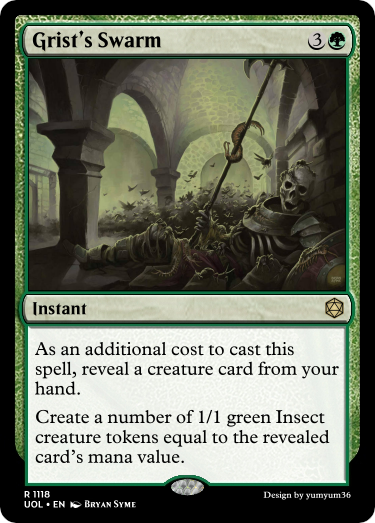 Grist's Swarm 3
Instant
As an additional cost to cast this
spell, reveal a creature card from your
hand.
Create a number of 1/1 green Insect
creature tokens equal to the revealed
card's mana value.
R 1118
Design by yumyum36
UOL • EN Bryan Syme